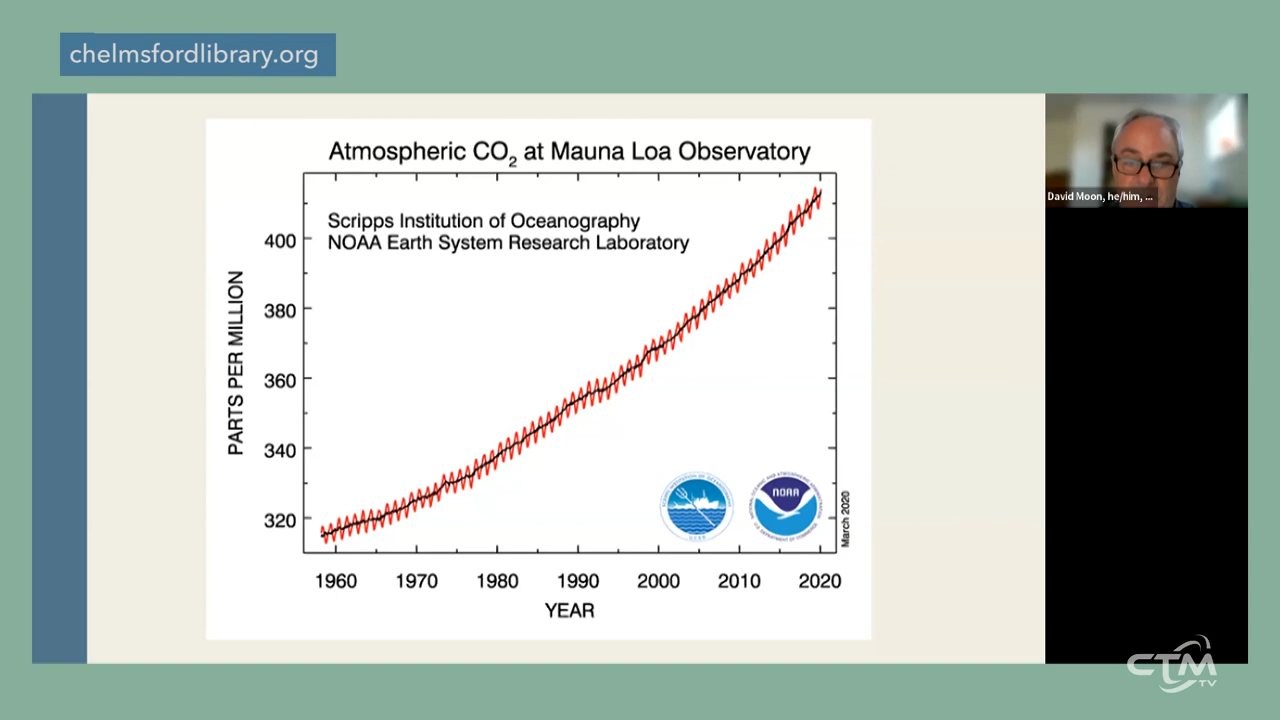 chelmsfordlibrary.org
Atmospheric CO₂ at Mauna Loa Observatory
Scripps Institution of Oceanography
NOAA Earth System Research Laboratory
PARTS PER MILLION
400
380
360
340
320
1960 1970 1980 1990 2000 2010 2020
YEAR
NOAA
March 2020
David Moon, he/him, ...
CTM
TV